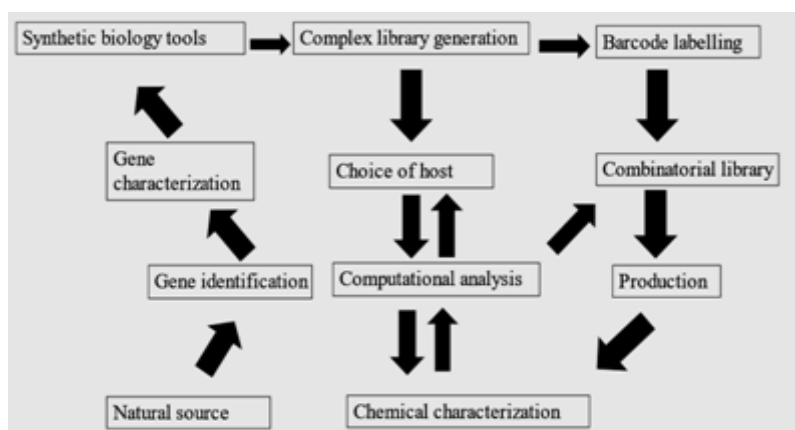 Synthetic biology tools
Complex library generation
Barcode labelling
Gene
characterization
Choice of host
Combinatorial library
Gene identification
Computational analysis
Production
Natural source
Chemical characterization